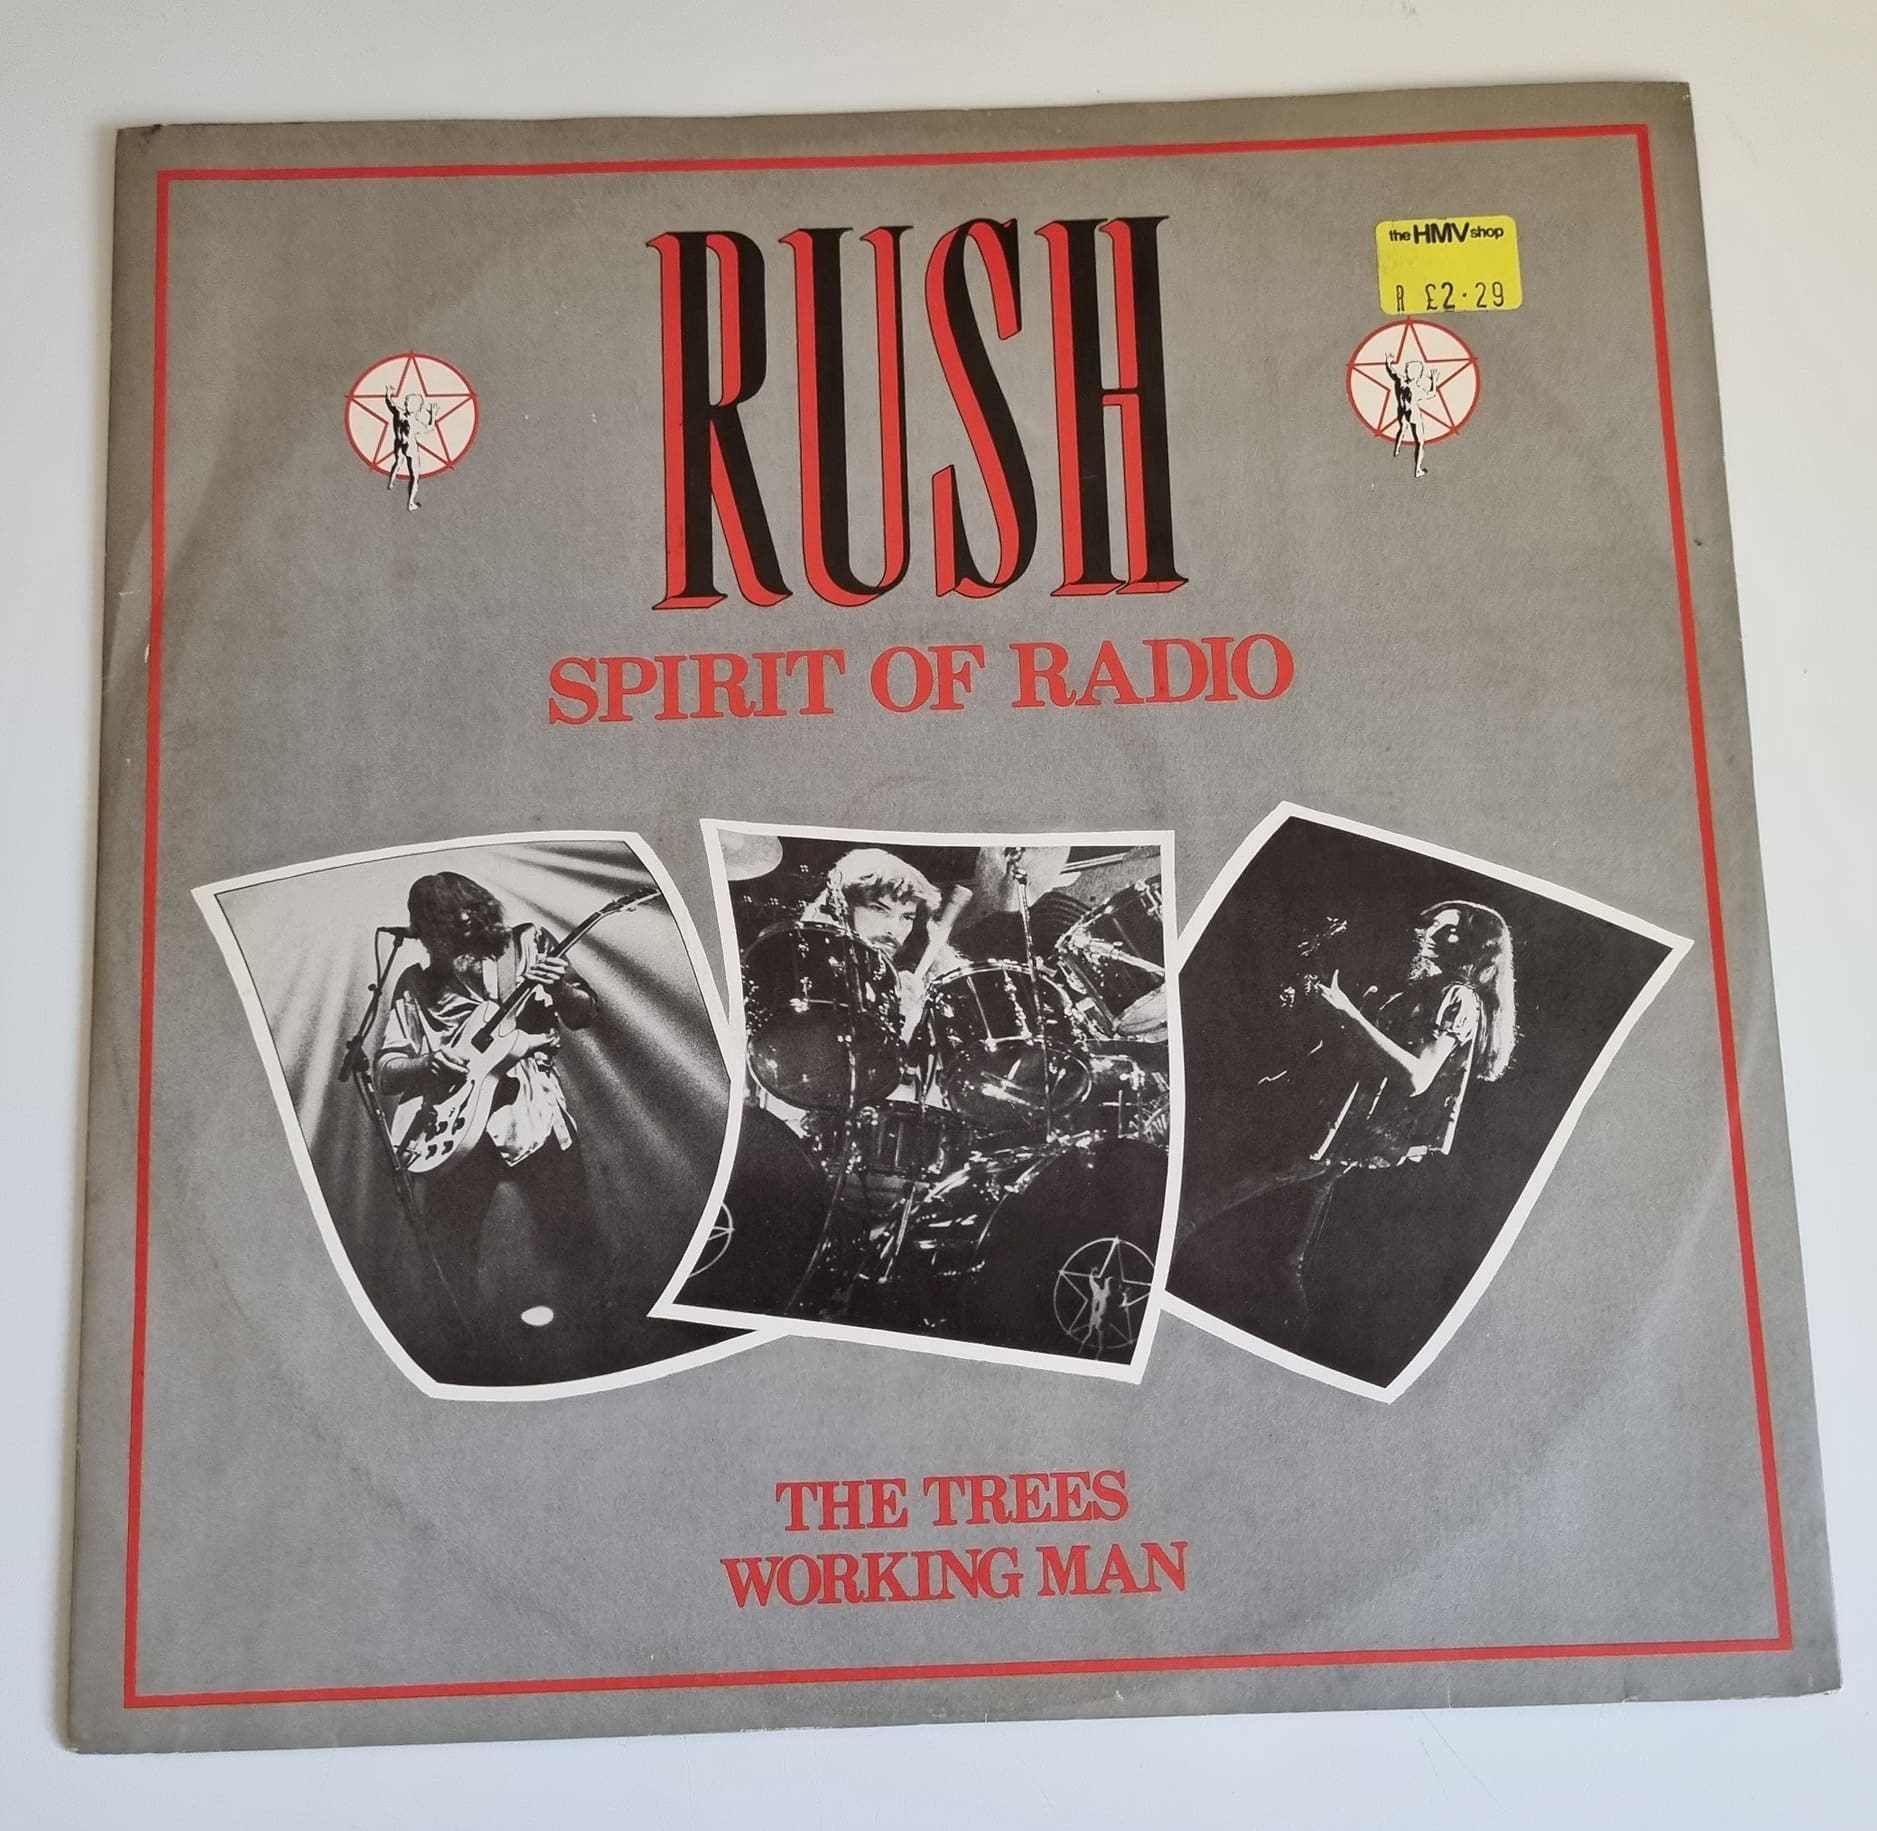 RUSH
the HMV shop
R £2.29
SPIRIT OF RADIO
THE TREES
WORKING MAN